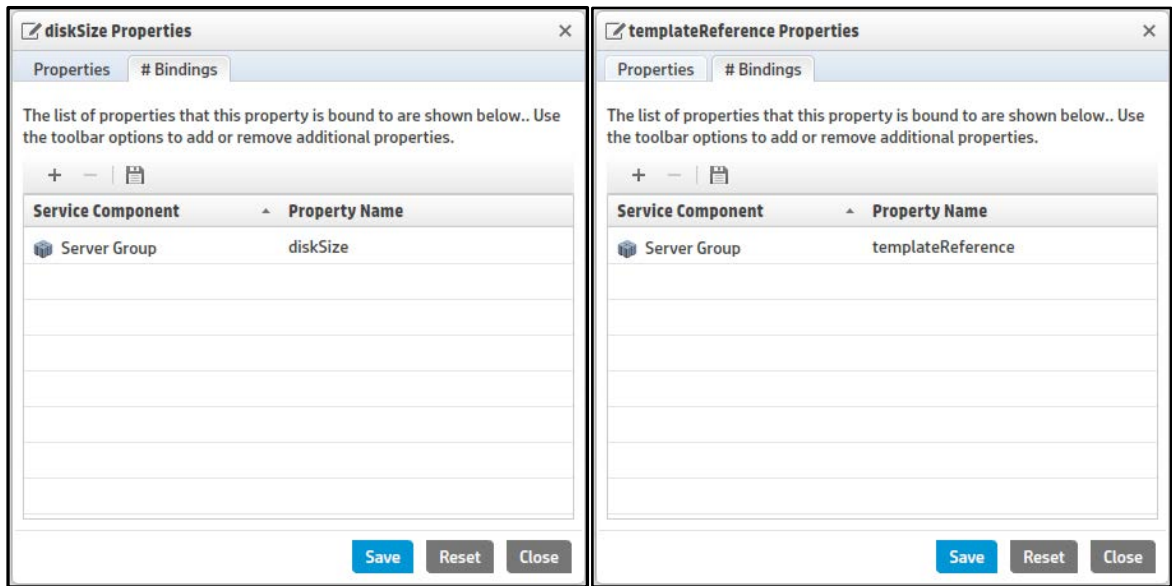 diskSize Properties
Properties # Bindings
The list of properties that this property is bound to are shown below.. Use
the toolbar options to add or remove additional properties.
Service Component Property Name
Server Group diskSize
Save Reset Close
templateReference Properties
Properties # Bindings
The list of properties that this property is bound to are shown below.. Use
the toolbar options to add or remove additional properties.
Service Component Property Name
Server Group templateReference
Save Reset Close